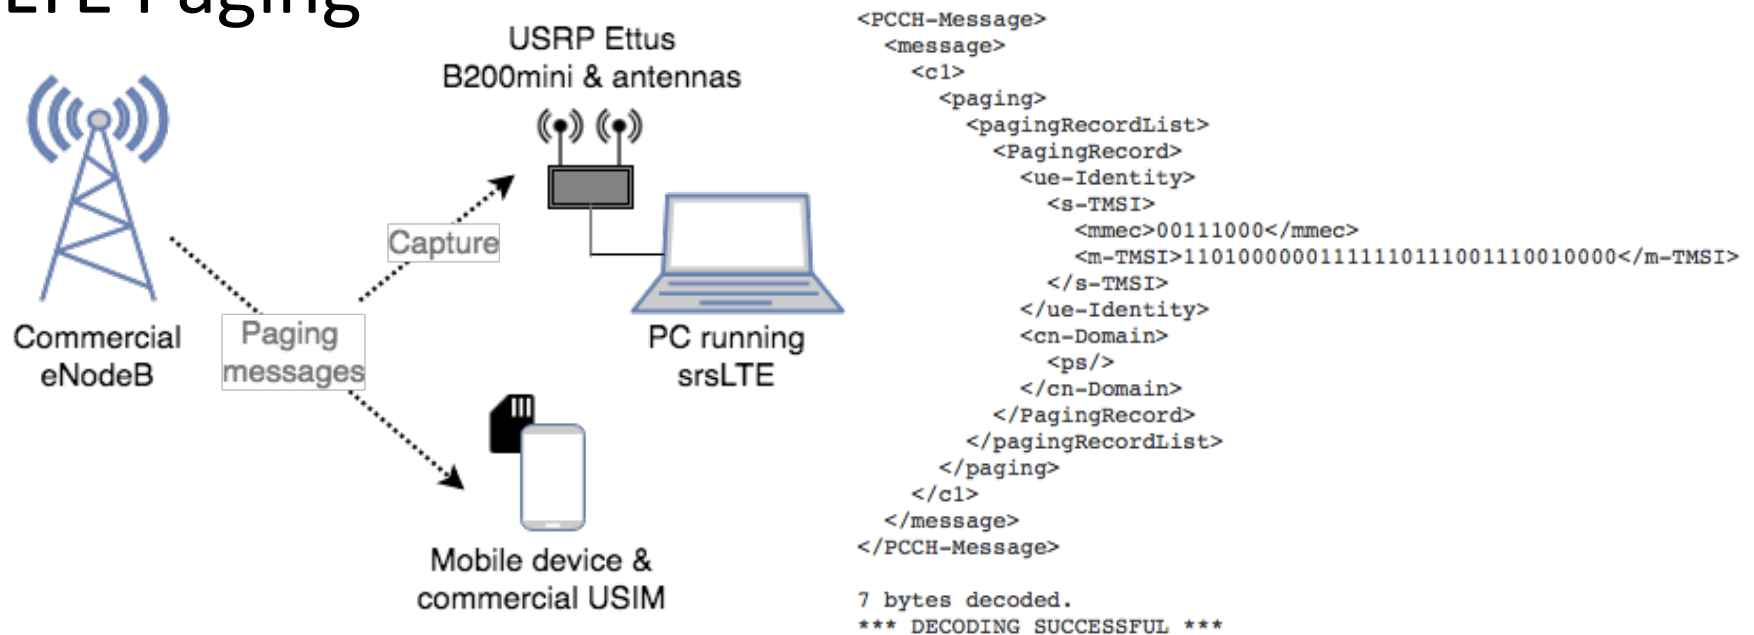 LTE Paging
USRP Ettus
B200mini & antennas
Capture
Commercial
eNodeB
Paging
messages
PC running
srsLTE
Mobile device &
commercial USIM
<PCCH-Message>
<message>
<c1>
<paging>
<pagingRecordList>
<PagingRecord>
<ue-Identity>
<s-TMSI>
<mmec>00111000</mmec>
<m-TMSI>11010000001111110111001110010000</m-TMSI>
</s-TMSI>
</ue-Identity>
<cn-Domain>
<ps/>
</cn-Domain>
</PagingRecord>
</pagingRecordList>
</paging>
</c1>
</message>
</PCCH-Message>
7 bytes decoded.
*** DECODING SUCCESSFUL ***